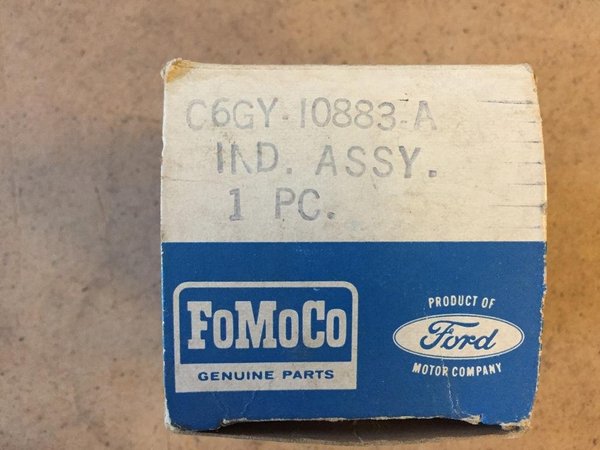 C6GY-10883-A
IND. ASSY.
1 PC.
FoMoCo
GENUINE PARTS
PRODUCT OF
Ford
MOTOR COMPANY